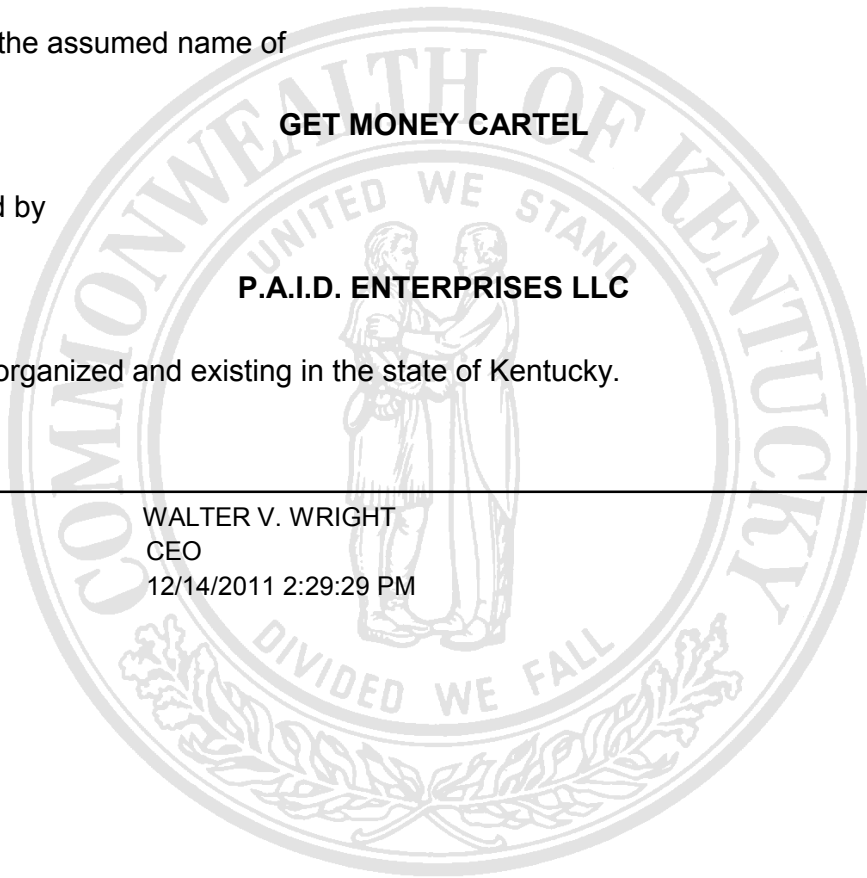 the assumed name of
GET MONEY CARTEL
d by
P.A.I.D. ENTERPRISES LLC
organized and existing in the state of Kentucky.
WALTER V. WRIGHT
CEO
12/14/2011 2:29:29 PM
COMMONWEALTH OF KENTUCKY
UNITED WE STAND
DIVIDED WE FALL